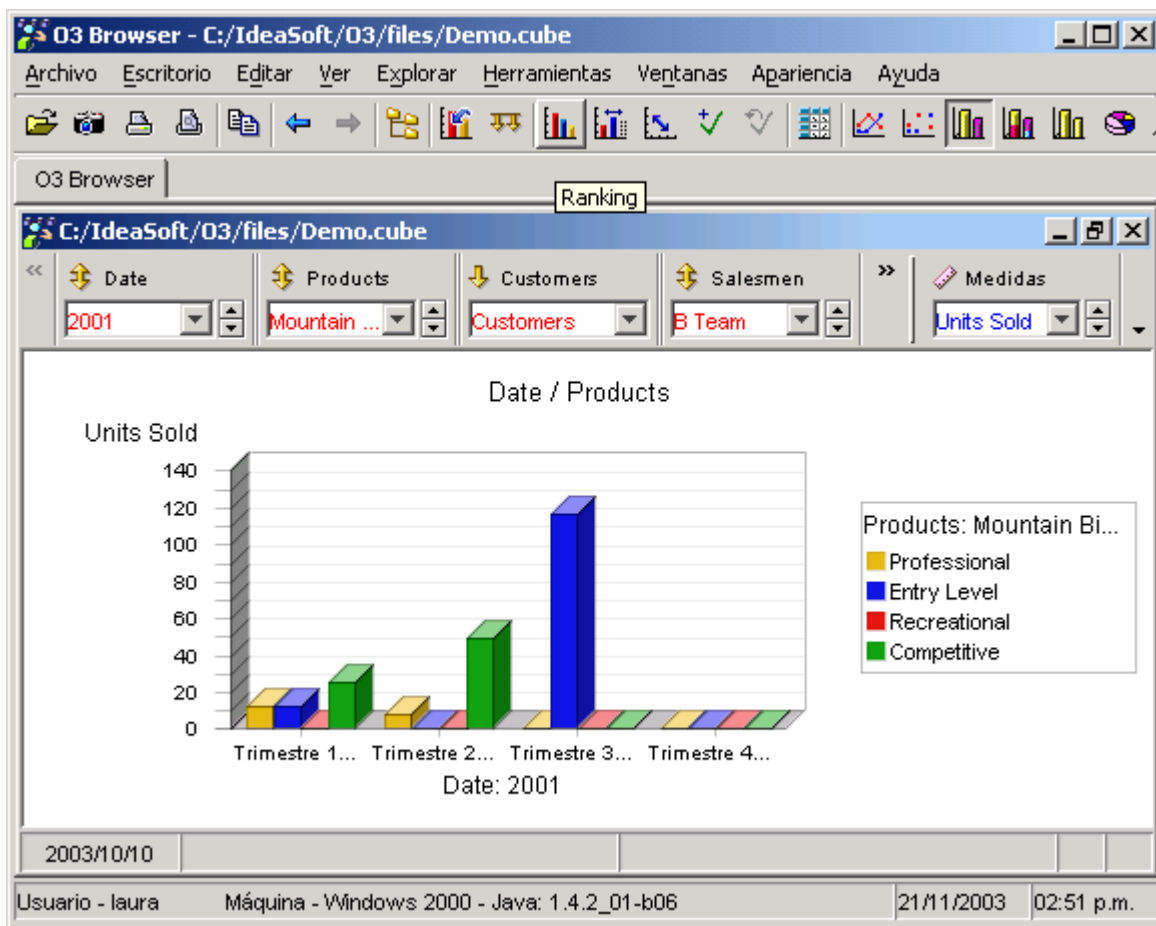 O3 Browser - C:/IdeaSoft/O3/files/Demo.cube
Archivo Escritorio Editar Ver Explorar Herramientas Ventanas Apariencia Ayuda
O3 Browser
Ranking
C:/IdeaSoft/O3/files/Demo.cube
<< Date Products Customers Salesmen >> Medidas
2001 Mountain ... Customers B Team Units Sold
Date / Products
Units Sold
140
120
100
80
60
40
20
0
Trimestre 1... Trimestre 2... Trimestre 3... Trimestre 4...
Date: 2001
Products: Mountain Bi...
Professional
Entry Level
Recreational
Competitive
2003/10/10
Usuario - laura Máquina - Windows 2000 - Java: 1.4.2_01-b06 21/11/2003 02:51 p.m.